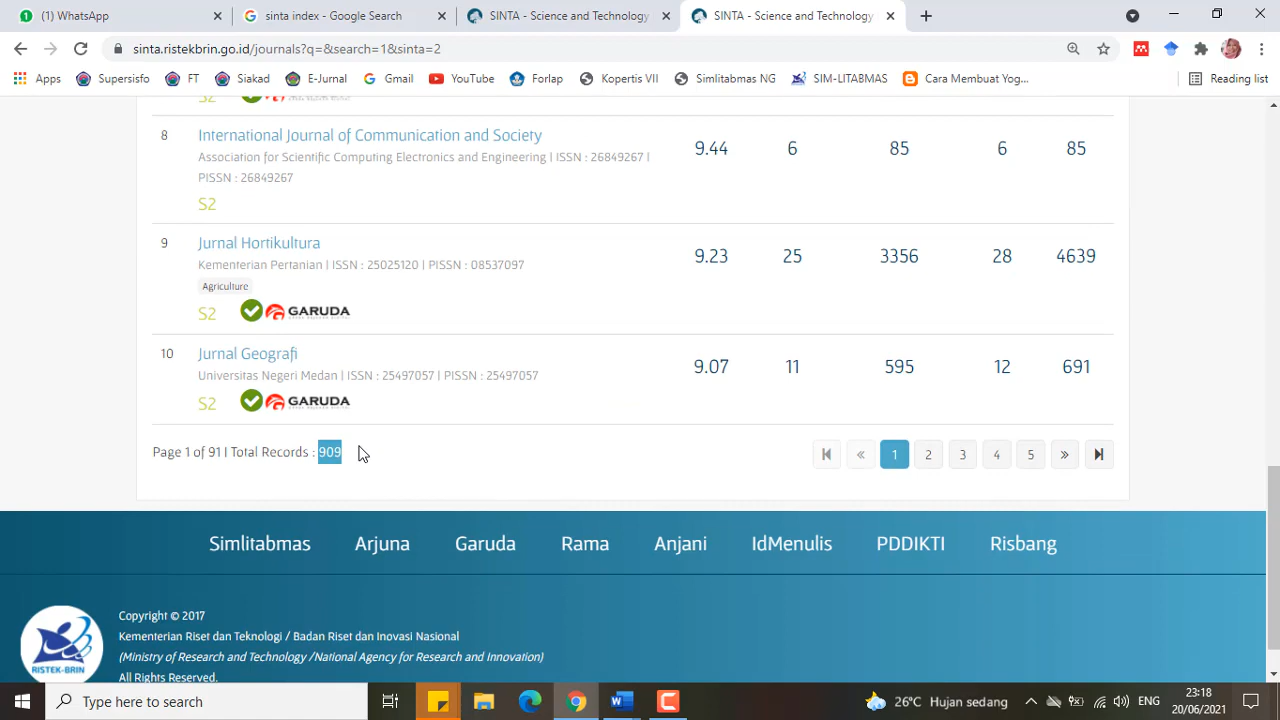 (1) WhatsApp
sinta index - Google Search
SINTA - Science and Technology
SINTA - Science and Technology
sinta.ristekbrin.go.id/journals?q=&search=1&sinta=2
Apps
Supersisfo
FT
Siakad
E-Jurnal
Gmail
YouTube
Forlap
Kopertis VII
Simlitabmas NG
SIM-LITABMAS
Cara Membuat Yog...
Reading list
S2
8 International Journal of Communication and Society 9.44 6 85 6 85
Association for Scientific Computing Electronics and Engineering | ISSN : 26849267 |
PISSN : 26849267
S2
9 Jurnal Hortikultura 9.23 25 3356 28 4639
Kementerian Pertanian | ISSN : 25025120 | PISSN : 08537097
Agriculture
S2 GARUDA
10 Jurnal Geografi 9.07 11 595 12 691
Universitas Negeri Medan | ISSN : 25497057 | PISSN : 25497057
S2 GARUDA
Page 1 of 91 | Total Records : 909
1 2 3 4 5
Simlitabmas Arjuna Garuda Rama Anjani IdMenulis PDDIKTI Risbang
Copyright © 2017
Kementerian Riset dan Teknologi / Badan Riset dan Inovasi Nasional
(Ministry of Research and Technology /National Agency for Research and Innovation)
All Rights Reserved.
RISTEK-BRIN
Type here to search
26°C Hujan sedang
ENG
23:18
20/06/2021